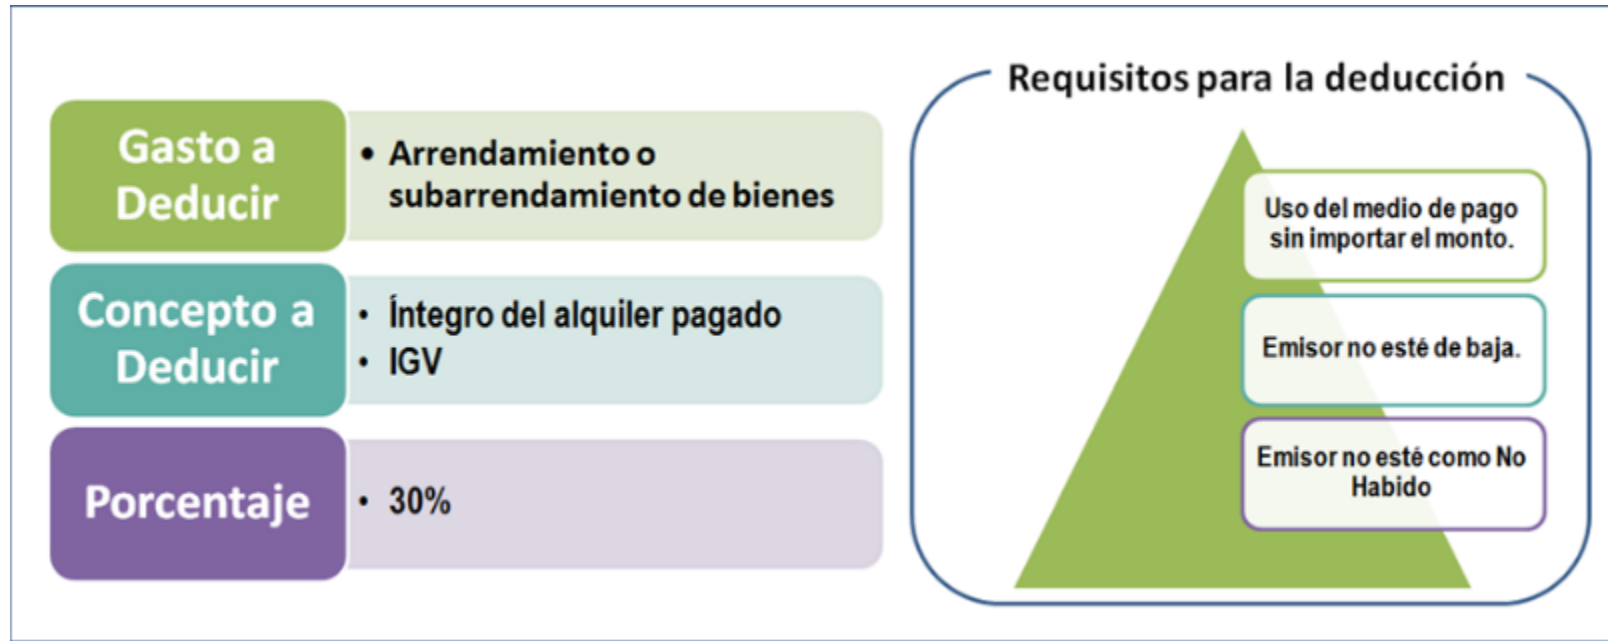 Gasto a
Deducir
• Arrendamiento o
subarrendamiento de bienes
Concepto a
Deducir
• Íntegro del alquiler pagado
• IGV
Porcentaje
• 30%
Requisitos para la deducción
Uso del medio de pago
sin importar el monto.
Emisor no esté de baja.
Emisor no esté como No
Habido